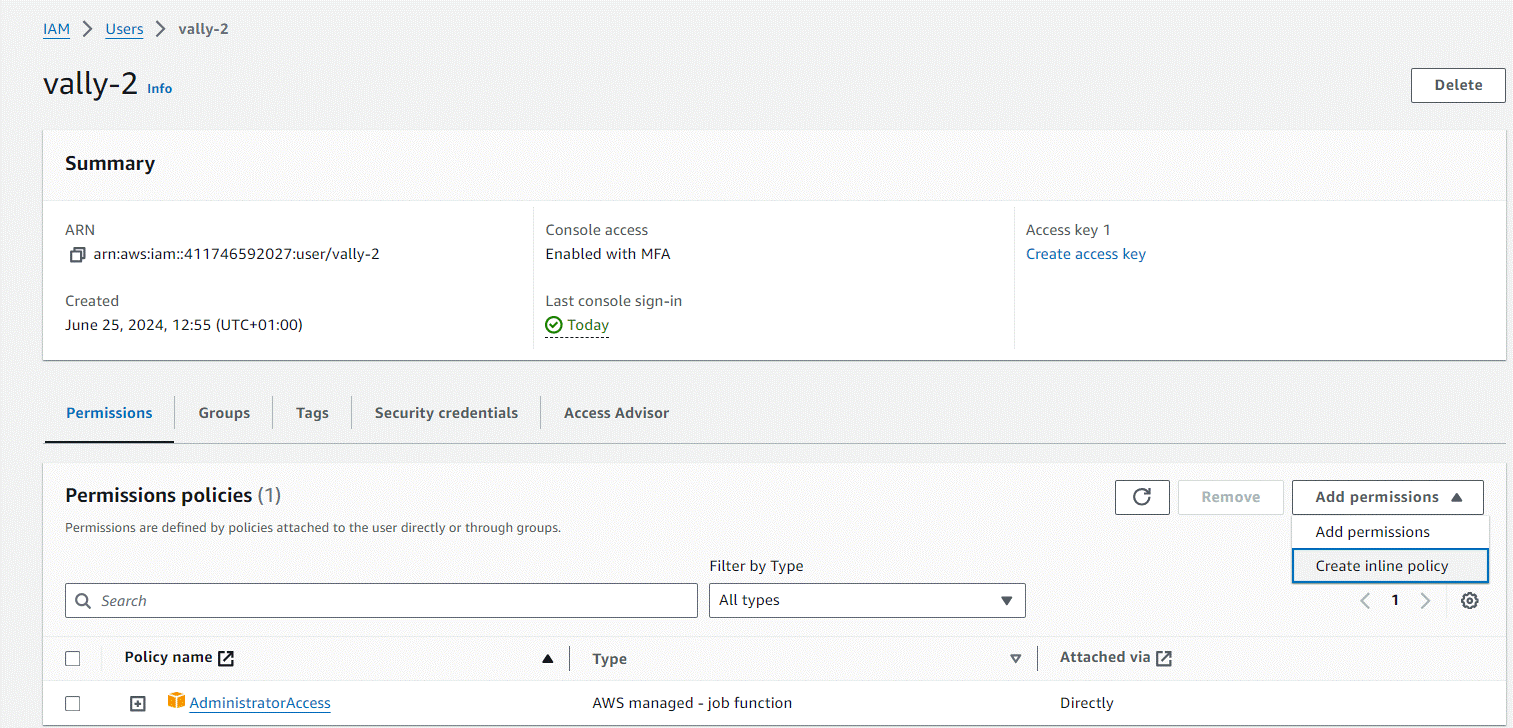 IAM > Users > vally-2
vally-2 Info
Delete
Summary
ARN
arn:aws:iam::411746592027:user/vally-2
Created
June 25, 2024, 12:55 (UTC+01:00)
Console access
Enabled with MFA
Last console sign-in
Today
Access key 1
Create access key
Permissions
Groups
Tags
Security credentials
Access Advisor
Permissions policies (1)
Permissions are defined by policies attached to the user directly or through groups.
Remove
Add permissions
Add permissions
Create inline policy
Filter by Type
Search
All types
1
Policy name
Type
Attached via
AdministratorAccess
AWS managed - job function
Directly